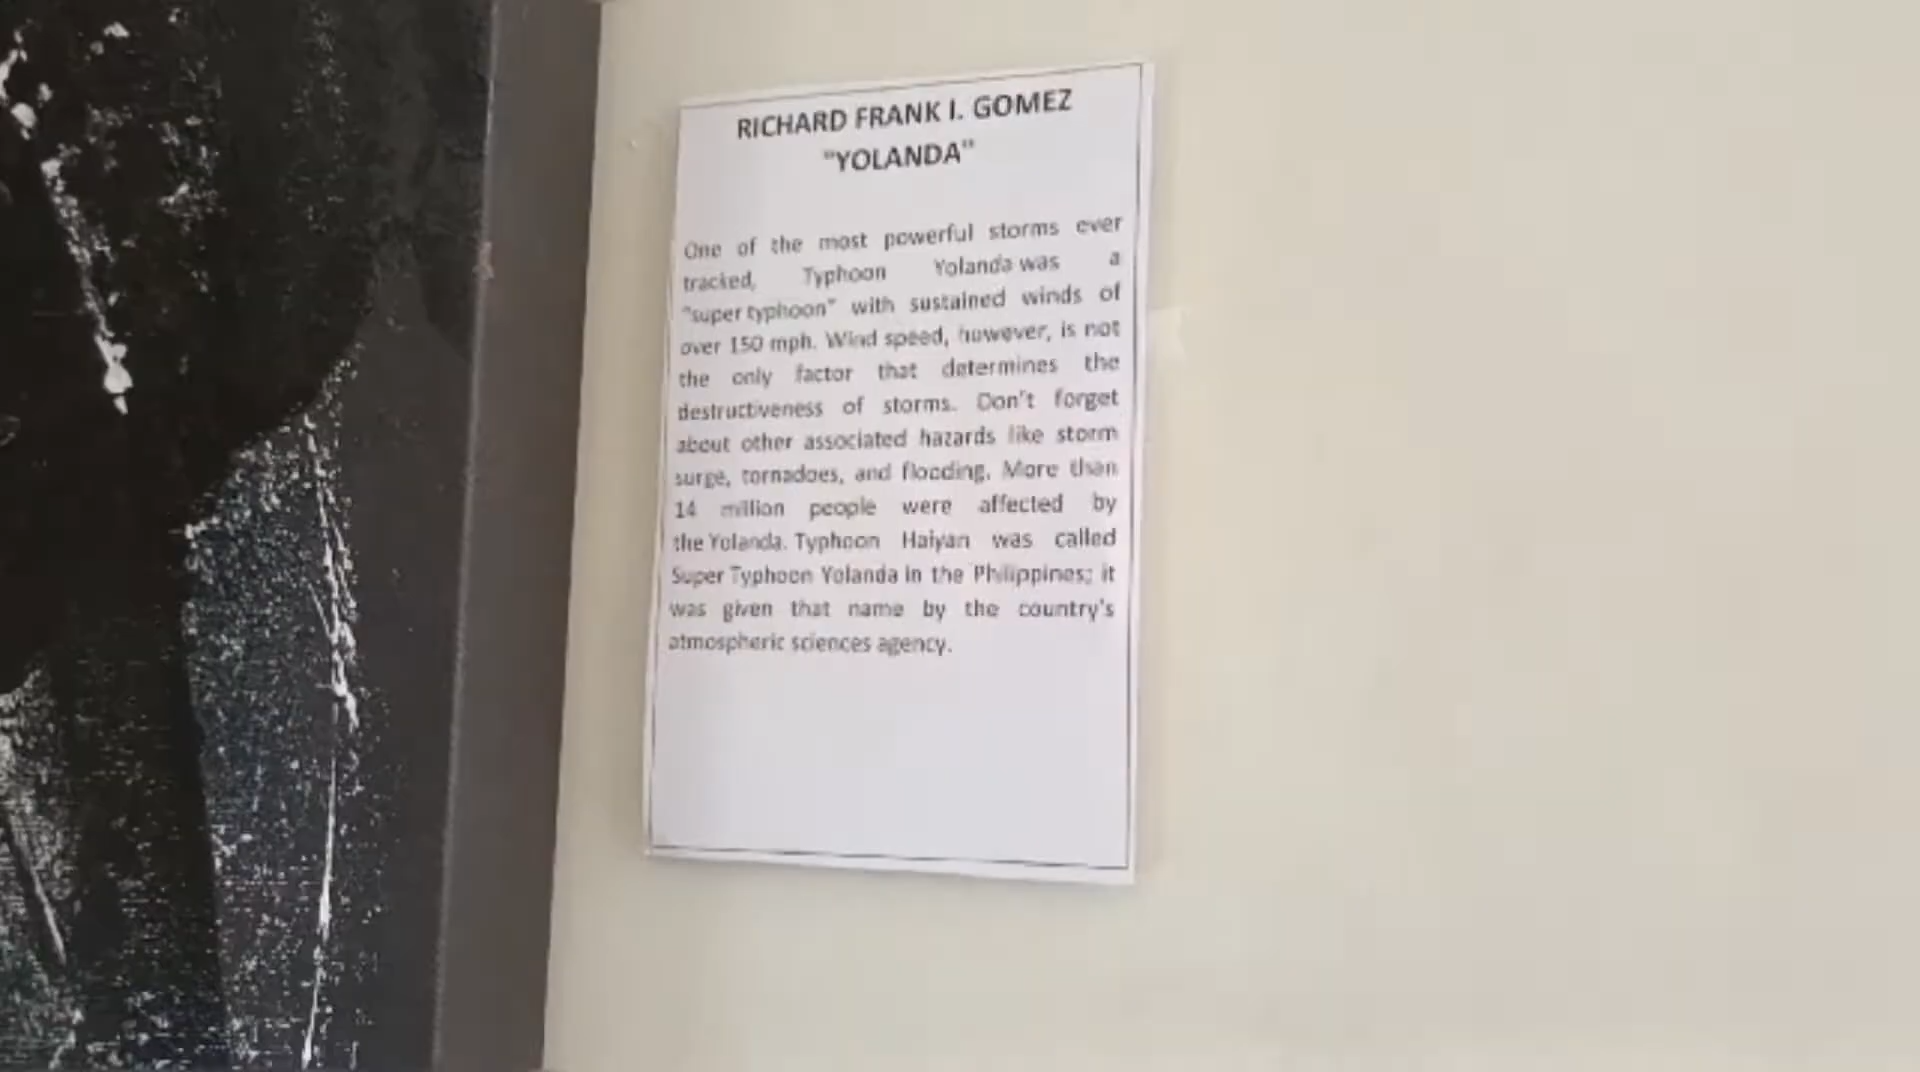 RICHARD FRANK I. GOMEZ
"YOLANDA"
One of the most powerful storms ever
tracked, Typhoon Yolanda was a
"super typhoon" with sustained winds of
over 150 mph. Wind speed, however, is not
the only factor that determines the
destructiveness of storms. Don't forget
about other associated hazards like storm
surge, tornadoes, and flooding. More than
14 million people were affected by
the Yolanda. Typhoon Haiyan was called
Super Typhoon Yolanda in the Philippines; it
was given that name by the country's
atmospheric sciences agency.